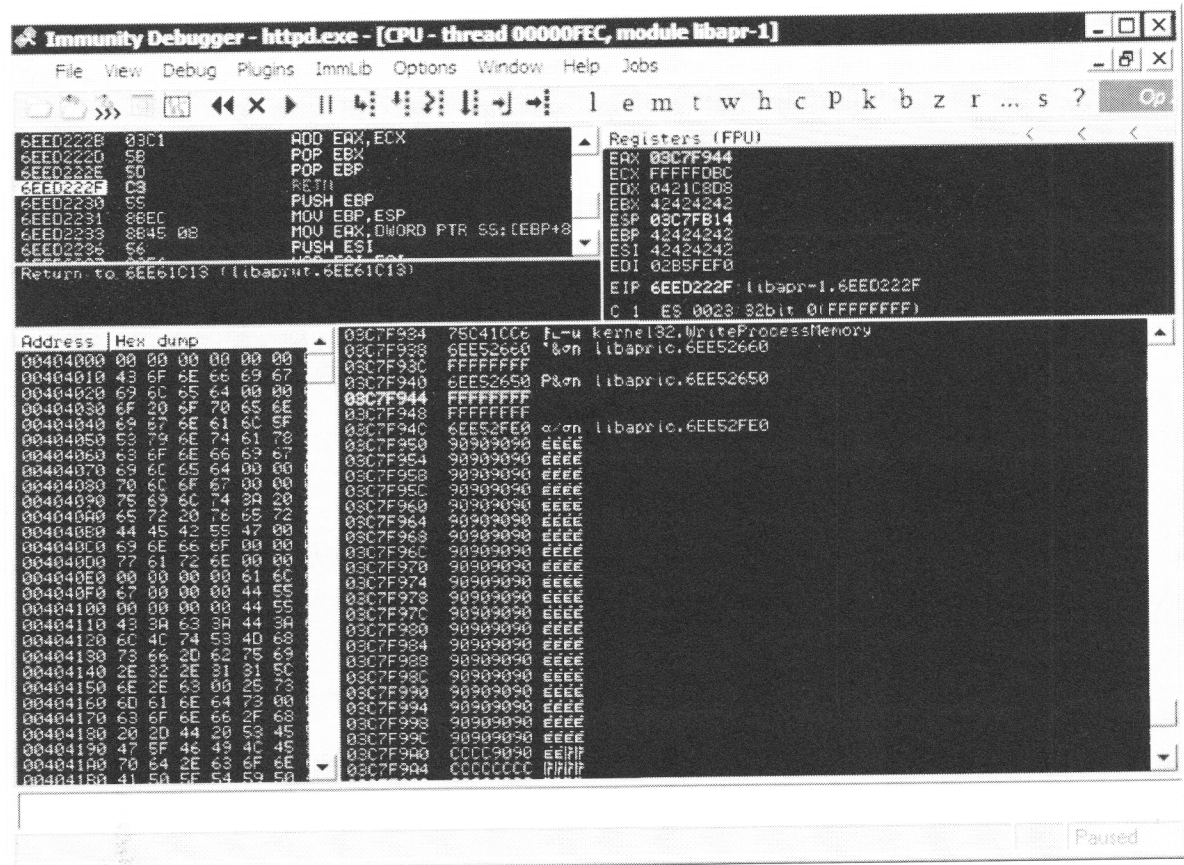 Immunity Debugger - httpd.exe - [CPU - thread 00000FEC, module libapr-1]
File View Debug Plugins ImmLib Options Window Help Jobs
l e m t w h c P k b z r ... s ?
6EED222B 03C1 ADD EAX,ECX
6EED222D 5B POP EBX
6EED222E 5D POP EBP
6EED222F C3 RETN
6EED2230 55 PUSH EBP
6EED2231 8BEC MOV EBP,ESP
6EED2233 8B45 08 MOV EAX,DWORD PTR SS:[EBP+8
6EED2236 56 PUSH ESI
Return to 6EE61C13 (libaprut.6EE61C13)
Registers (FPU) < < <
EAX 03C7F944
ECX FFFFFDBC
EDX 0421C8D8
EBX 42424242
ESP 03C7FB14
EBP 42424242
ESI 42424242
EDI 02B5FEF0
EIP 6EED222F libapr-1.6EED222F
C 1 ES 0023 32bit 0(FFFFFFFF)
Address Hex dump
00404000 00 00 00 00 00 00
00404010 43 6F 6E 66 69 67
00404020 69 6C 65 64 00 00
00404030 6F 20 6F 70 65 6E
00404040 69 67 6E 61 6C 5F
00404050 53 79 6E 74 61 78
00404060 63 6F 6E 66 69 67
00404070 69 6C 65 64 00 00
00404080 70 6C 6F 67 00 00
00404090 75 69 6C 74 3A 20
004040A0 65 72 20 76 65 72
004040B0 44 45 42 55 47 00
004040C0 69 6E 66 6F 00 00
004040D0 77 61 72 6E 00 00
004040E0 00 00 00 00 61 6C
004040F0 67 00 00 00 44 55
00404100 00 00 00 00 44 55
00404110 43 3A 63 3A 44 3A
00404120 6C 4C 74 53 4D 68
00404130 73 66 2D 62 75 69
00404140 2E 32 2E 31 31 5C
00404150 6E 2E 63 00 25 73
00404160 6D 61 6E 64 73 00
00404170 63 6F 6E 66 2F 68
00404180 20 2D 44 20 53 45
00404190 47 5F 46 49 4C 45
004041A0 70 64 2E 63 6F 6E
004041B0 41 50 5F 54 59 50
03C7F934 75C41CC6 kernel32.WriteProcessMemory
03C7F938 6EE52660 `&σn libapric.6EE52660
03C7F93C FFFFFFFF
03C7F940 6EE52650 P&σn libapric.6EE52650
03C7F944 FFFFFFFF
03C7F948 FFFFFFFF
03C7F94C 6EE52FE0 α/σn libapric.6EE52FE0
03C7F950 90909090 ÉÉÉÉ
03C7F954 90909090 ÉÉÉÉ
03C7F958 90909090 ÉÉÉÉ
03C7F95C 90909090 ÉÉÉÉ
03C7F960 90909090 ÉÉÉÉ
03C7F964 90909090 ÉÉÉÉ
03C7F968 90909090 ÉÉÉÉ
03C7F96C 90909090 ÉÉÉÉ
03C7F970 90909090 ÉÉÉÉ
03C7F974 90909090 ÉÉÉÉ
03C7F978 90909090 ÉÉÉÉ
03C7F97C 90909090 ÉÉÉÉ
03C7F980 90909090 ÉÉÉÉ
03C7F984 90909090 ÉÉÉÉ
03C7F988 90909090 ÉÉÉÉ
03C7F98C 90909090 ÉÉÉÉ
03C7F990 90909090 ÉÉÉÉ
03C7F994 90909090 ÉÉÉÉ
03C7F998 90909090 ÉÉÉÉ
03C7F99C 90909090 ÉÉÉÉ
03C7F9A0 CCCC9090 ÉÉ╠╠
03C7F9A4 CCCCCCCC ╠╠╠╠
Paused